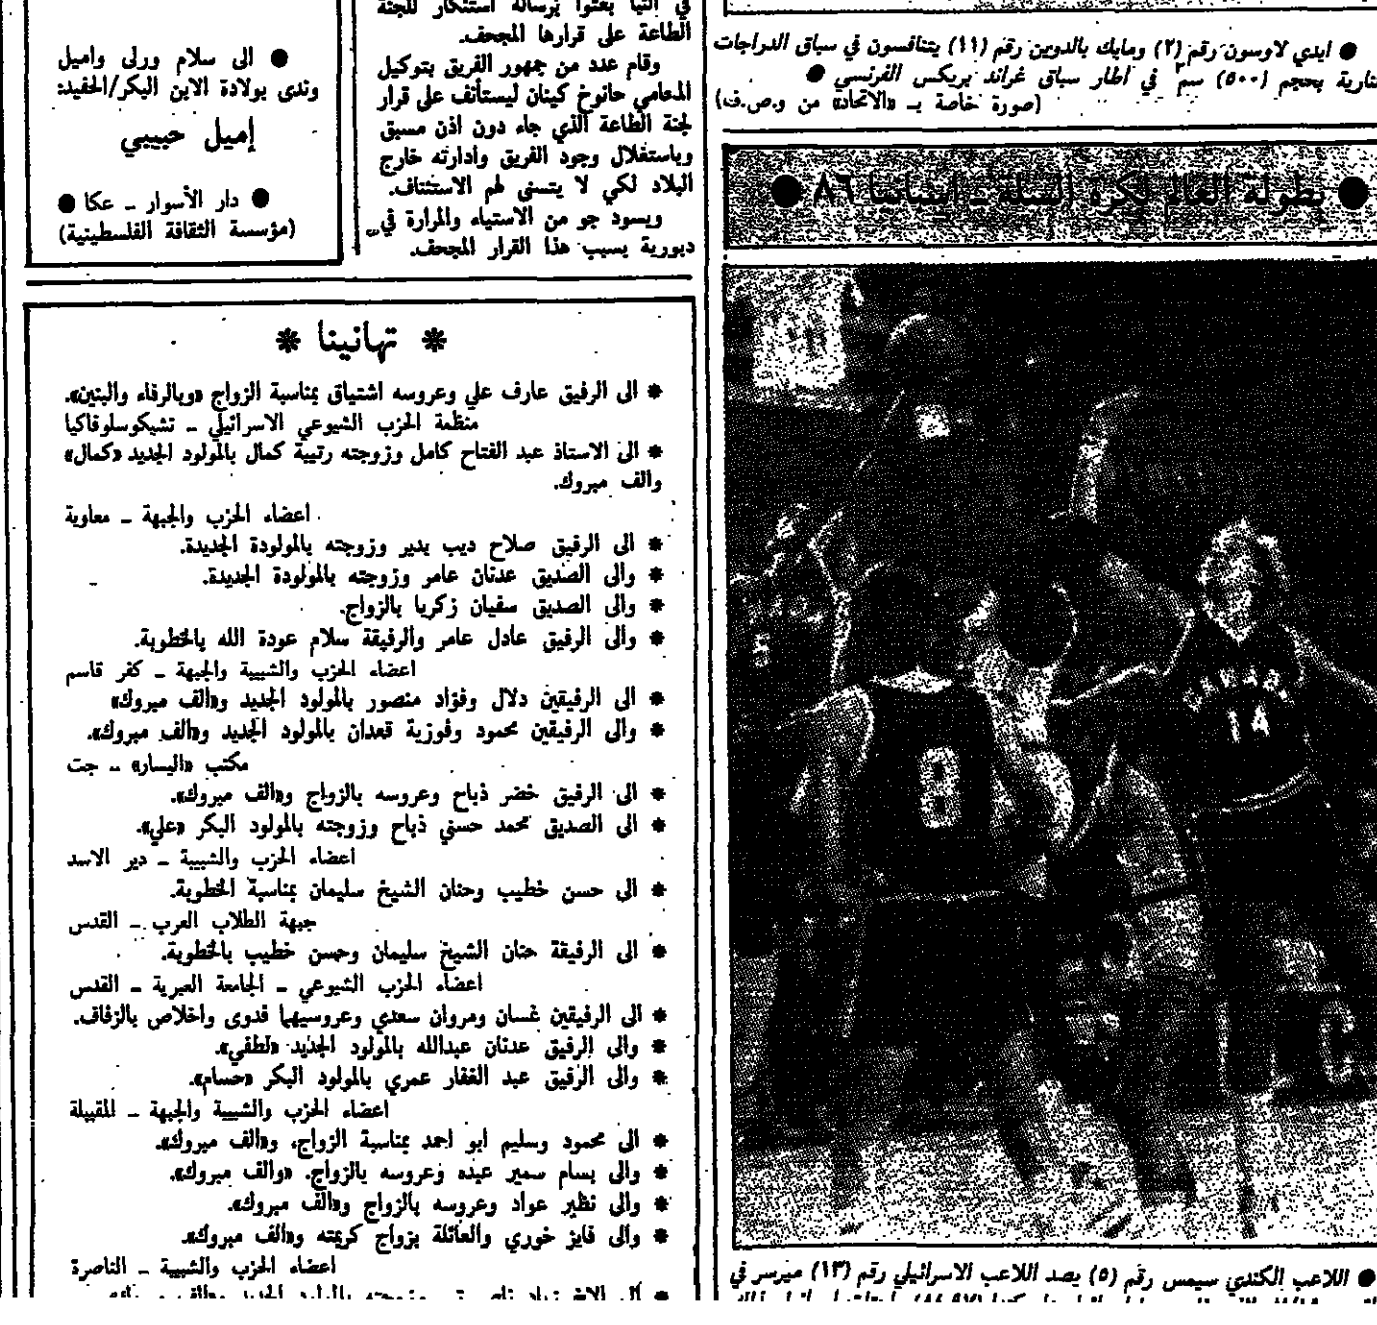 ● ايدي لاوسون رقم (٢) ومايك بالدوين رقم (١١) يتنافسون في سباق الدراجات
نارية بحجم (٥٠٠) سم في اطار سباق غراند بريكس الفرنسي ●
(صورة خاصة بـ «الاتحاد» من و.ص.ف)
● بطولة العالم لكرة السلة ـ اسبانيا ٨٦ ●
● اللاعب الكندي سيمس رقم (٥) يصد اللاعب الاسرائيلي رقم (١٣) ميرسر في
في اثينا بعثوا برسالة استنكار للجنة
الطاعة على قرارها المجحف.
وقام عدد من جمهور الفريق بتوكيل
المحامي حانوخ كينان ليستأنف على قرار
لجنة الطاعة الذي جاء دون اذن مسبق
وباستغلال وجود الفريق وادارته خارج
البلاد لكي لا يتسنى لهم الاستئناف.
ويسود جو من الاستياء والمرارة في
دبورية بسبب هذا القرار المجحف.
● الى سلام ورلى واميل
وندى بولادة الابن البكر/الحفيد:
إميل حبيبي
● دار الأسوار ـ عكا ●
(مؤسسة الثقافة الفلسطينية)
* تهانينا *
* الى الرفيق عارف علي وعروسه اشتياق بمناسبة الزواج «وبالرفاء والبنين».
منظمة الحزب الشيوعي الاسرائيلي ـ تشيكوسلوفاكيا
* الى الاستاذ عبد الفتاح كامل وزوجته رتيبة كمال بالمولود الجديد «كمال»
والف مبروك.
اعضاء الحزب والجبهة ـ معاوية
* الى الرفيق صلاح ديب بدير وزوجته بالمولودة الجديدة.
* والى الصديق عدنان عامر وزوجته بالمولودة الجديدة.
* والى الصديق سفيان زكريا بالزواج.
* والى الرفيق عادل عامر والرفيقة سلام عودة الله بالخطوبة.
اعضاء الحزب والشبيبة والجبهة ـ كفر قاسم
* الى الرفيقين دلال وفؤاد منصور بالمولود الجديد و«الف مبروك»
* والى الرفيقين محمود وفوزية قعدان بالمولود الجديد و«الف مبروك».
مكتب «اليسار» ـ جت
* الى الرفيق خضر ذباح وعروسه بالزواج و«الف مبروك».
* الى الصديق محمد حسني ذباح وزوجته بالمولود البكر «علي».
اعضاء الحزب والشبيبة ـ دير الاسد
* الى حسن خطيب وحنان الشيخ سليمان بمناسبة الخطوبة.
جبهة الطلاب العرب ـ القدس
* الى الرفيقة حنان الشيخ سليمان وحسن خطيب بالخطوبة.
اعضاء الحزب الشيوعي ـ الجامعة العبرية ـ القدس
* الى الرفيقين غسان ومروان سعدي وعروسيهما فدوى واخلاص بالزفاف.
* والى الرفيق عدنان عبدالله بالمولود الجديد «لطفي».
* والى الرفيق عبد الغفار عمري بالمولود البكر «حسام».
اعضاء الحزب والشبيبة والجبهة ـ المقيبلة
* الى محمود وسليم ابو احمد بمناسبة الزواج، و«الف مبروك».
* والى بسام سمير عبده وعروسه بالزواج. «والف مبروك».
* والى نظير عواد وعروسه بالزواج و«الف مبروك».
* والى فايز خوري والعائلة بزواج كريمته و«الف مبروك».
اعضاء الحزب والشبيبة ـ الناصرة